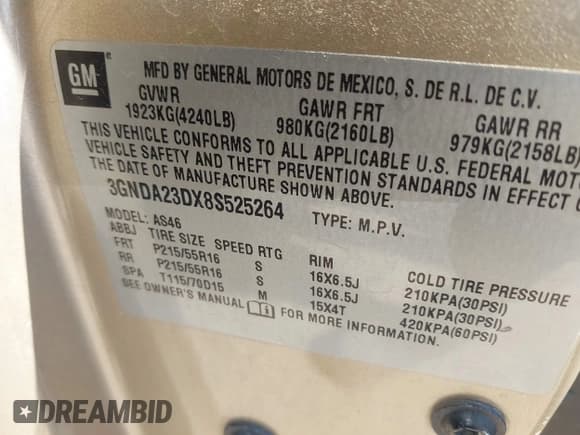 GM
MFD BY GENERAL MOTORS DE MEXICO, S. DE R.L. DE C.V.
GVWR GAWR FRT GAWR RR
1923KG(4240LB) 980KG(2160LB) 979KG(2158LB)
THIS VEHICLE CONFORMS TO ALL APPLICABLE U.S. FEDERAL MOT
VEHICLE SAFETY AND THEFT PREVENTION STANDARDS IN EFFECT
THE DATE OF MANUFACTURE SHOWN ABOVE.
3GNDA23DX8S525264 TYPE: M.P.V.
MODEL: AS46
ABBJ TIRE SIZE SPEED RTG RIM COLD TIRE PRESSURE
FRT P215/55R16 S 16X6.5J 210KPA(30PSI)
RR P215/55R16 S 16X6.5J 210KPA(30PSI)
SPA T115/70D15 M 15X4T 420KPA(60PSI)
SEE OWNER'S MANUAL FOR MORE INFORMATION.
DREAMBID